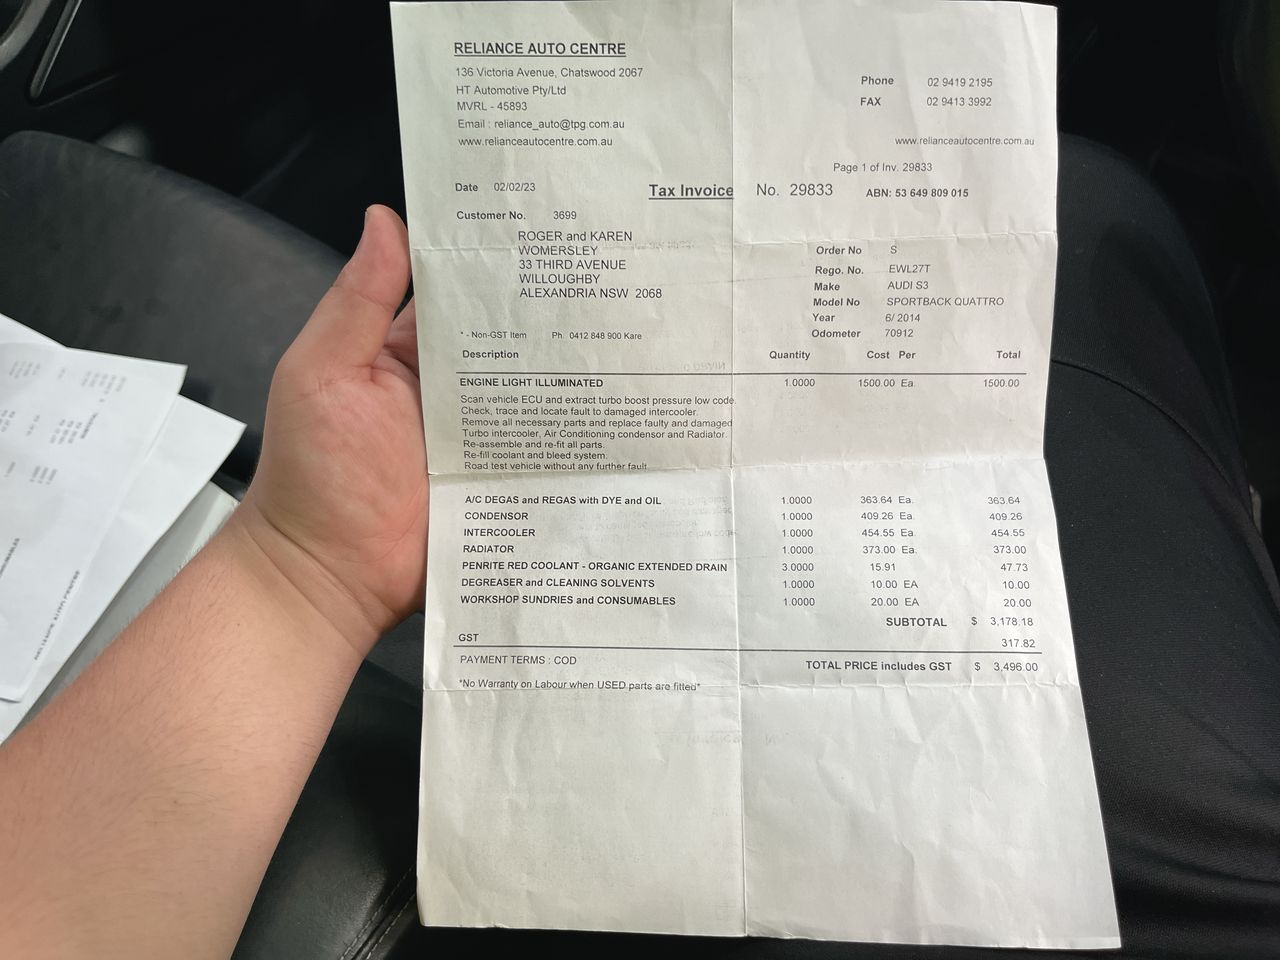 RELIANCE AUTO CENTRE
136 Victoria Avenue, Chatswood 2067
HT Automotive Pty/Ltd
MVRL - 45893
Email : reliance_auto@tpg.com.au
www.relianceautocentre.com.au
Phone 02 9419 2195
FAX 02 9413 3992
www.relianceautocentre.com.au
Page 1 of Inv. 29833
Date 02/02/23 Tax Invoice No. 29833 ABN: 53 649 809 015
Customer No. 3699
ROGER and KAREN
WOMERSLEY
33 THIRD AVENUE
WILLOUGHBY
ALEXANDRIA NSW 2068
Order No S
Rego. No. EWL27T
Make AUDI S3
Model No SPORTBACK QUATTRO
Year 6/ 2014
Odometer 70912
* - Non-GST Item Ph. 0412 848 900 Kare
Description Quantity Cost Per Total
ENGINE LIGHT ILLUMINATED 1.0000 1500.00 Ea. 1500.00
Scan vehicle ECU and extract turbo boost pressure low code.
Check, trace and locate fault to damaged intercooler.
Remove all necessary parts and replace faulty and damaged
Turbo intercooler, Air Conditioning condensor and Radiator.
Re-assemble and re-fit all parts.
Re-fill coolant and bleed system.
Road test vehicle without any further fault.
A/C DEGAS and REGAS with DYE and OIL 1.0000 363.64 Ea. 363.64
CONDENSOR 1.0000 409.26 Ea. 409.26
INTERCOOLER 1.0000 454.55 Ea. 454.55
RADIATOR 1.0000 373.00 Ea. 373.00
PENRITE RED COOLANT - ORGANIC EXTENDED DRAIN 3.0000 15.91 47.73
DEGREASER and CLEANING SOLVENTS 1.0000 10.00 EA 10.00
WORKSHOP SUNDRIES and CONSUMABLES 1.0000 20.00 EA 20.00
SUBTOTAL $ 3,178.18
GST 317.82
PAYMENT TERMS : COD TOTAL PRICE includes GST $ 3,496.00
*No Warranty on Labour when USED parts are fitted*